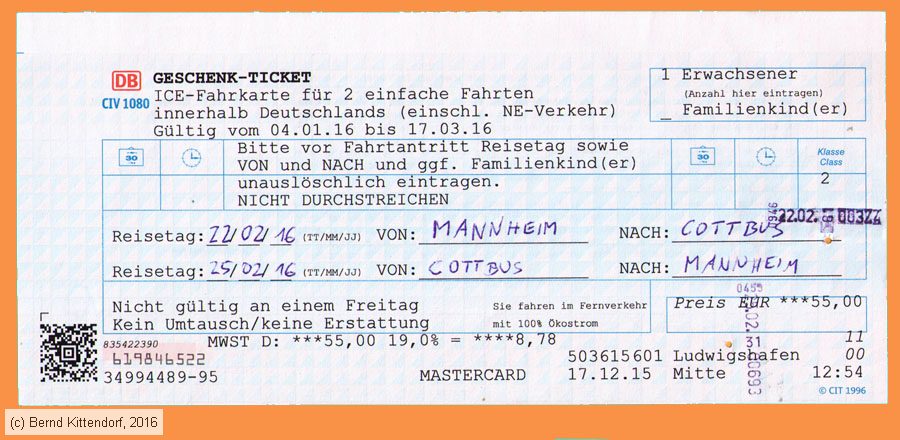 DB GESCHENK-TICKET
CIV 1080 ICE-Fahrkarte für 2 einfache Fahrten
innerhalb Deutschlands (einschl. NE-Verkehr)
Gültig vom 04.01.16 bis 17.03.16
1 Erwachsener
(Anzahl hier eintragen)
_ Familienkind(er)
Bitte vor Fahrtantritt Reisetag sowie
VON und NACH und ggf. Familienkind(er)
unauslöschlich eintragen.
NICHT DURCHSTREICHEN
30
30
Klasse
Class
2
22.02.
Reisetag: 22/02/16 (TT/MM/JJ) VON: MANNHEIM NACH: COTTBUS
Reisetag: 25/02/16 (TT/MM/JJ) VON: COTTBUS NACH: MANNHEIM
Nicht gültig an einem Freitag
Kein Umtausch/keine Erstattung
Sie fahren im Fernverkehr
mit 100% Ökostrom
Preis EUR ***55,00
835422390 MWST D: ***55,00 19,0% = ****8,78 11
619846522 503615601 Ludwigshafen 00
34994489-95 MASTERCARD 17.12.15 Mitte 12:54
© CIT 1996
(c) Bernd Kittendorf, 2016